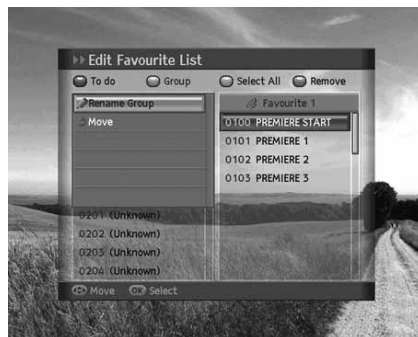 Edit Favourite List
To do Group Select All Remove
Rename Group
Move
Favourite 1
0100 PREMIERE START
0101 PREMIERE 1
0102 PREMIERE 2
0103 PREMIERE 3
0201 (Unknown)
0202 (Unknown)
0203 (Unknown)
0204 (Unknown)
Move OK Select